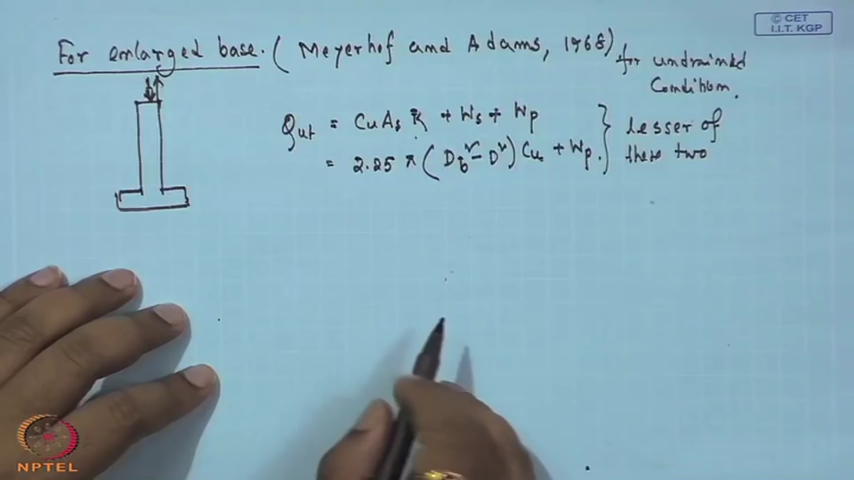 © CET
I.I.T. KGP
For enlarged base. (Meyerhof and Adams, 1968) for undrained
Condition.
Qut = CuAs K + Ws + Wp
= 2.25 π (Db² - D²) Cu + Wp.
} lesser of
these two
NPTEL